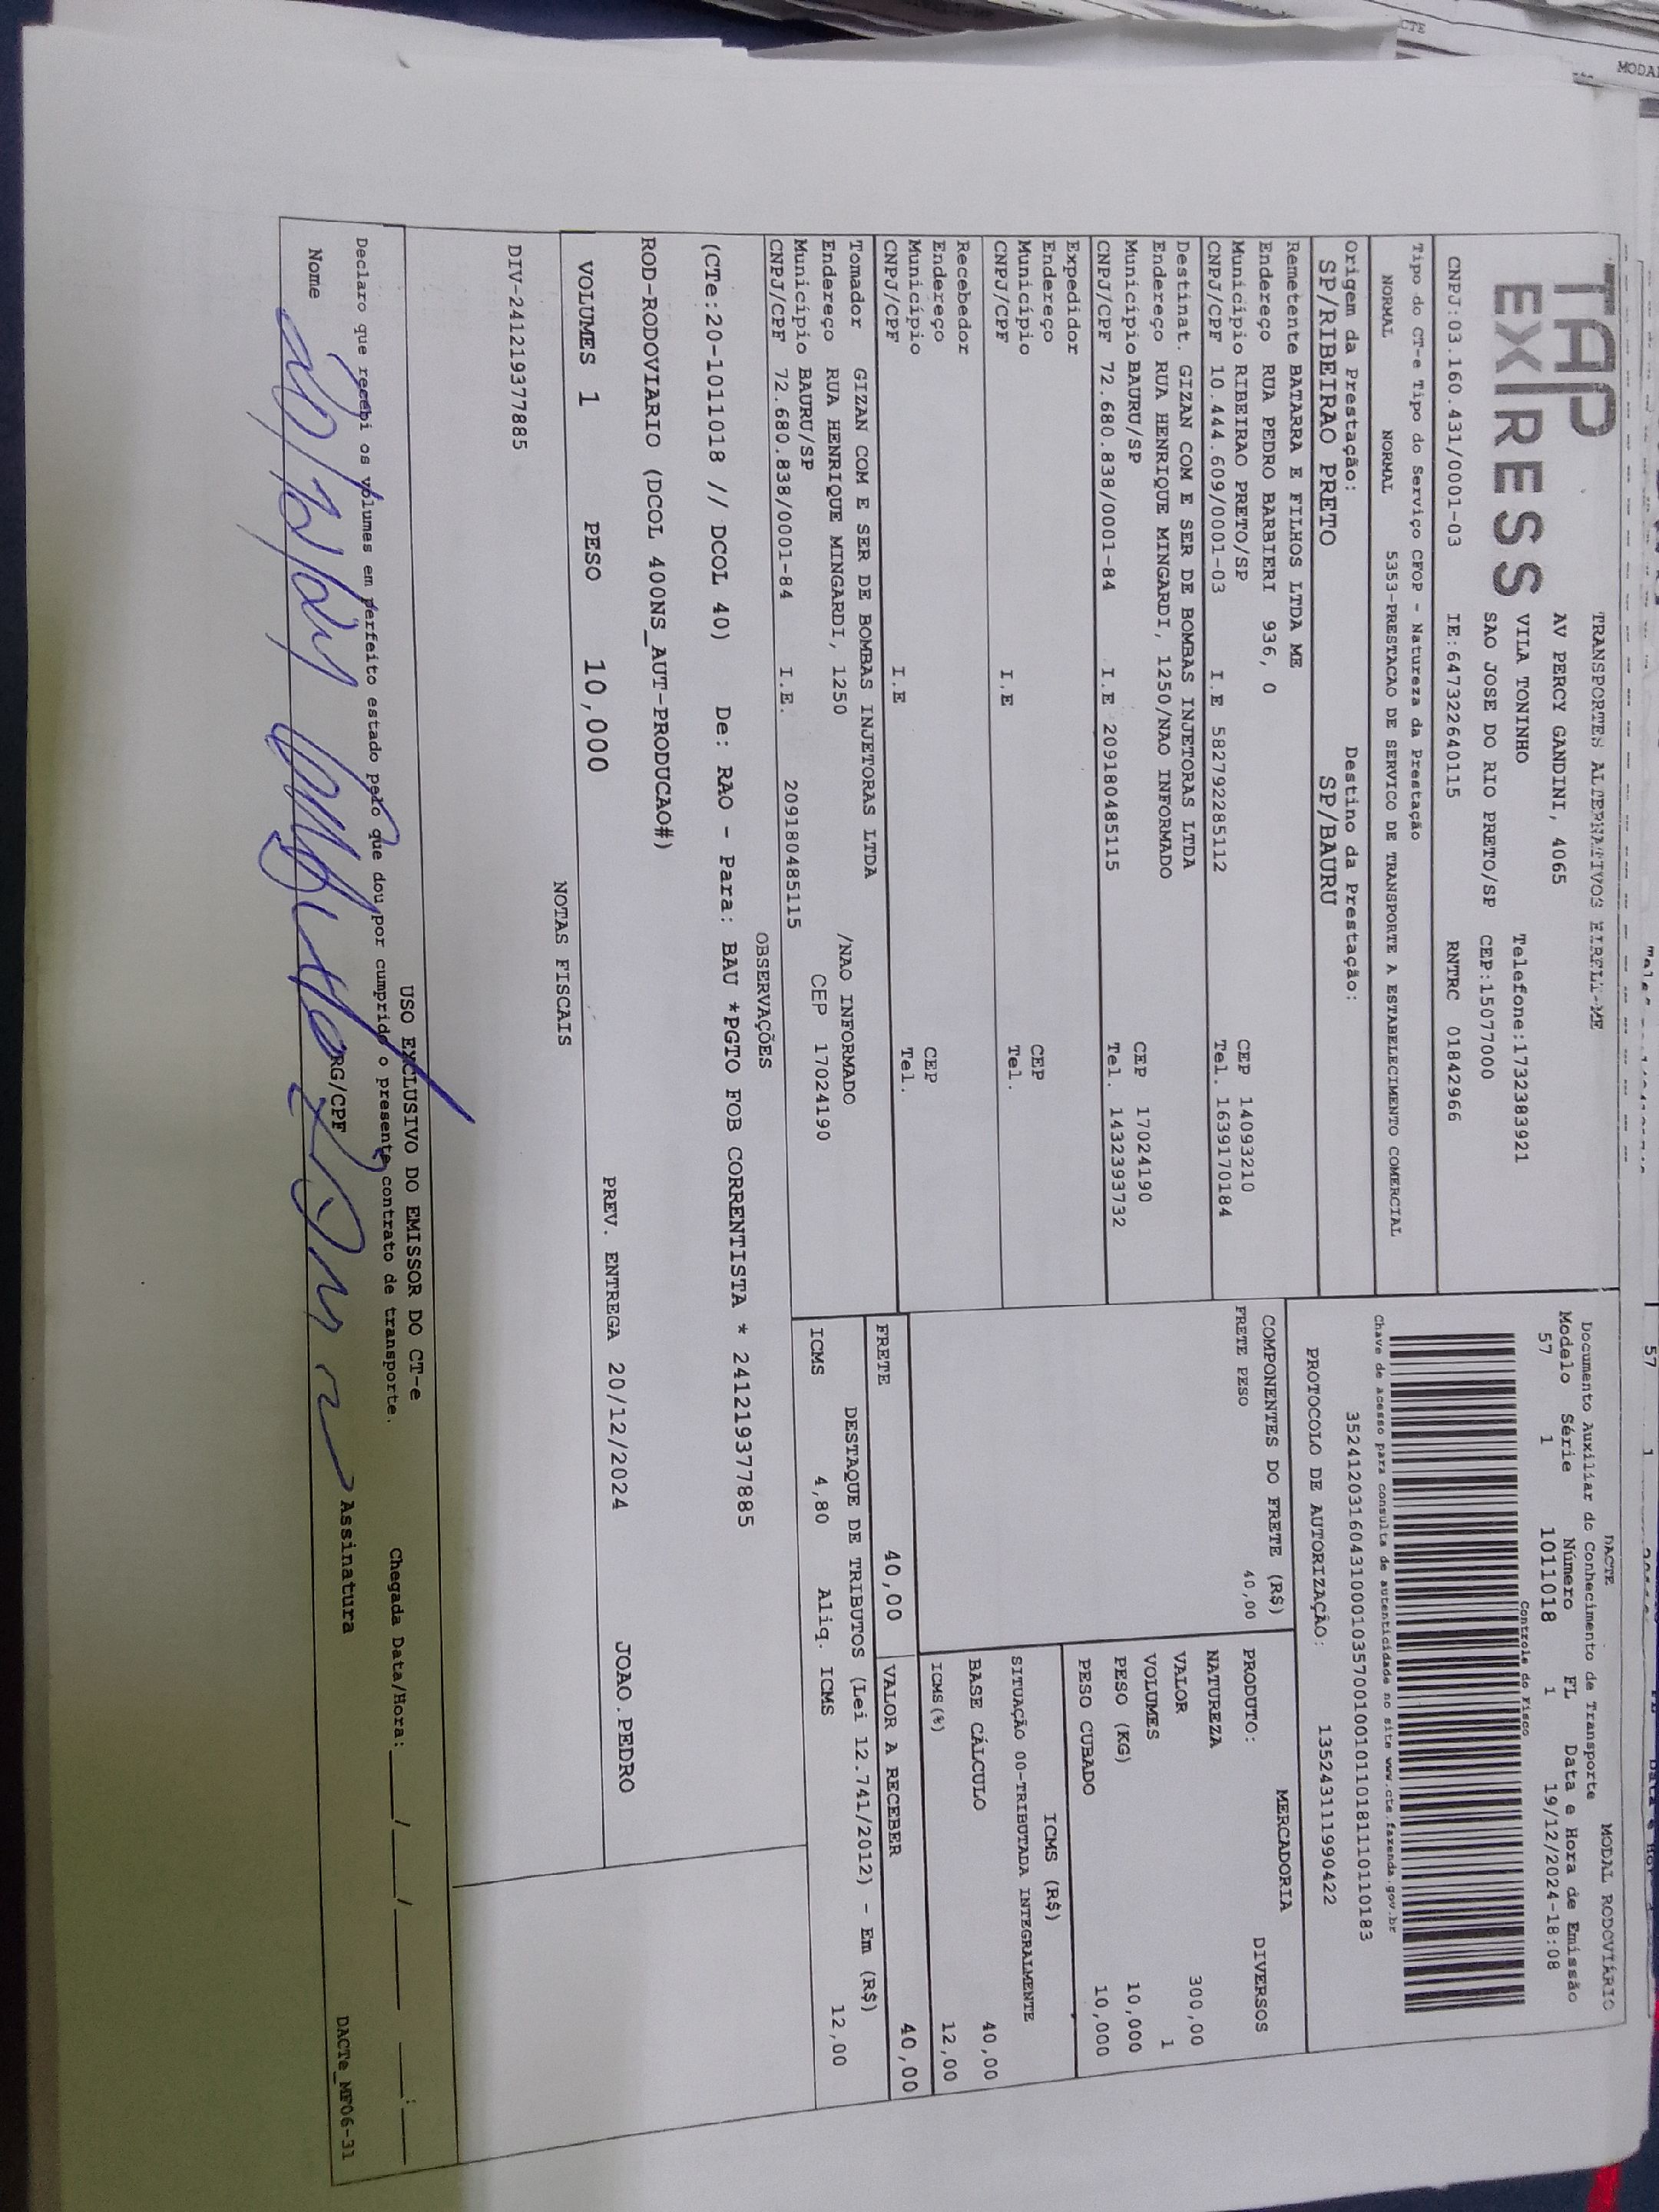 TAP
EXPRESS
TRANSPORTES ALTERNATIVOS EIRELI-ME
AV PERCY GANDINI, 4065
VILA TONINHO Telefone:1732383921
SAO JOSE DO RIO PRETO/SP CEP:15077000
CNPJ:03.160.431/0001-03 IE:647322640115 RNTRC 01842966
DACTE MODAL RODOVIÁRIO
Documento Auxiliar do Conhecimento de Transporte
Modelo Série Número FL Data e Hora de Emissão
57 1 1011018 1 19/12/2024-18:08
Controle do Fisco
Chave de acesso para consulta de autenticidade no site www.cte.fazenda.gov.br
35241203160431000103570010010110181110110183
PROTOCOLO DE AUTORIZAÇÃO: 135243111990422
Tipo do CT-e Tipo do Serviço CFOP - Natureza da Prestação
NORMAL NORMAL 5353-PRESTACAO DE SERVICO DE TRANSPORTE A ESTABELECIMENTO COMERCIAL
Origem da Prestação: Destino da Prestação:
SP/RIBEIRAO PRETO SP/BAURU
Remetente BATARRA E FILHOS LTDA ME
Endereço RUA PEDRO BARBIERI 936, 0
Município RIBEIRAO PRETO/SP CEP 14093210
CNPJ/CPF 10.444.609/0001-03 I.E 582792285112 Tel. 1639170184
Destinat. GIZAN COM E SER DE BOMBAS INJETORAS LTDA
Endereço RUA HENRIQUE MINGARDI, 1250/NAO INFORMADO
Município BAURU/SP CEP 17024190
CNPJ/CPF 72.680.838/0001-84 I.E 209180485115 Tel. 1432393732
Expedidor
Endereço
Município CEP
CNPJ/CPF I.E Tel.
Recebedor
Endereço
Município CEP
CNPJ/CPF I.E Tel.
Tomador GIZAN COM E SER DE BOMBAS INJETORAS LTDA
Endereço RUA HENRIQUE MINGARDI, 1250 /NAO INFORMADO
Município BAURU/SP CEP 17024190
CNPJ/CPF 72.680.838/0001-84 I.E. 209180485115
COMPONENTES DO FRETE (R$)
FRETE PESO 40,00
MERCADORIA
PRODUTO: DIVERSOS
NATUREZA
VALOR 300,00
VOLUMES 1
PESO (KG) 10,000
PESO CUBADO 10,000
ICMS (R$)
SITUAÇÃO 00-TRIBUTADA INTEGRALMENTE
BASE CÁLCULO 40,00
ICMS(%) 12,00
FRETE 40,00 VALOR A RECEBER 40,00
DESTAQUE DE TRIBUTOS (Lei 12.741/2012) - Em (R$)
ICMS 4,80 Aliq. ICMS 12,00
OBSERVAÇÕES
(CTe:20-1011018 // DCOL 40) De: RAO - Para: BAU *PGTO FOB CORRENTISTA * 241219377885
ROD-RODOVIARIO (DCOL 400NS_AUT-PRODUCAO#)
VOLUMES 1 PESO 10,000 PREV. ENTREGA 20/12/2024 JOAO.PEDRO
NOTAS FISCAIS
DIV-241219377885
USO EXCLUSIVO DO EMISSOR DO CT-e
Declaro que recebi os volumes em perfeito estado pelo que dou por cumprido o presente contrato de transporte. Chegada Data/Hora:____/____/______ ___:___
Nome 20/12/24 RG/CPF Assinatura
DACTe_MF06-31
CTE
MODAL
57 1